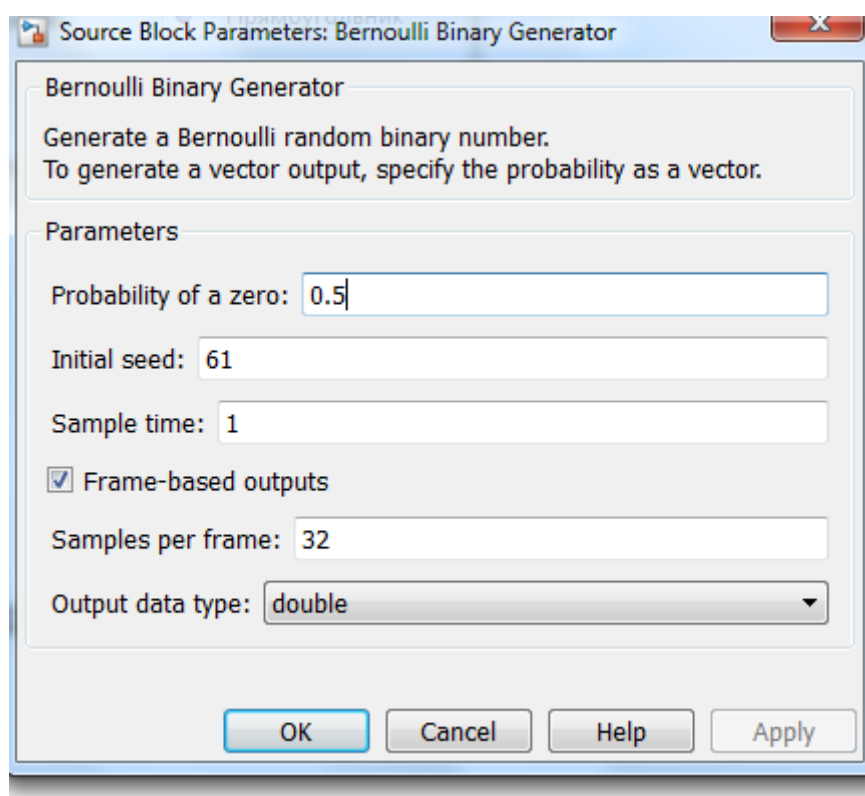 Прямоугольник
Source Block Parameters: Bernoulli Binary Generator
Bernoulli Binary Generator
Generate a Bernoulli random binary number.
To generate a vector output, specify the probability as a vector.
Parameters
Probability of a zero: 0.5
Initial seed: 61
Sample time: 1
Frame-based outputs
Samples per frame: 32
Output data type: double
OK Cancel Help Apply